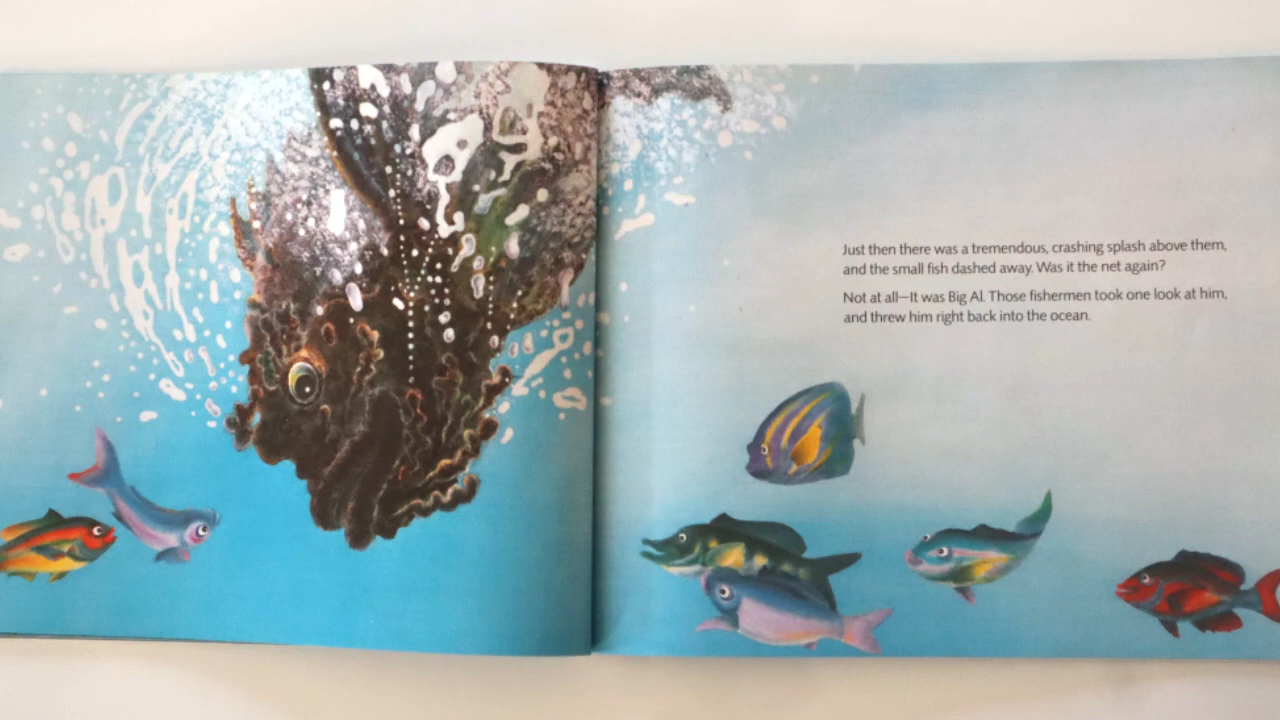 Just then there was a tremendous, crashing splash above them,
and the small fish dashed away. Was it the net again?
Not at all—It was Big Al. Those fishermen took one look at him,
and threw him right back into the ocean.